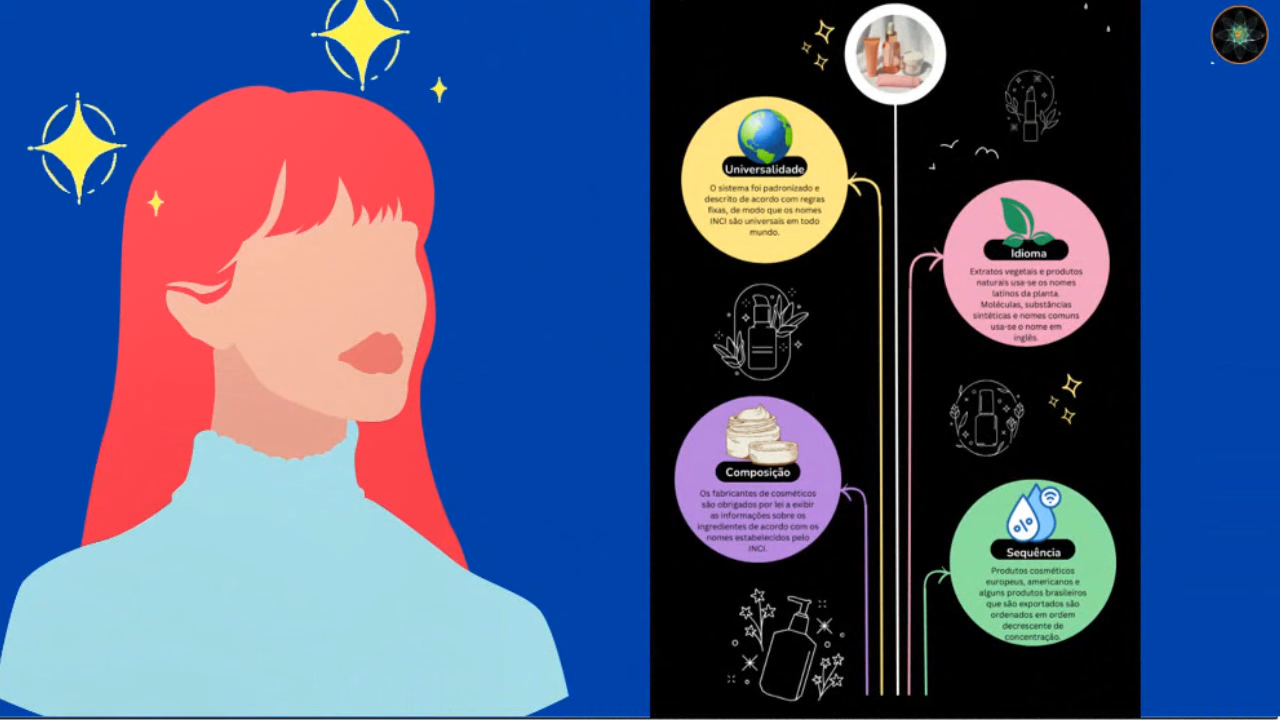 Universalidade
O sistema foi padronizado e
descrito de acordo com regras
fixas, de modo que os nomes
INCI são universais em todo
mundo.
Idioma
Extratos vegetais e produtos
naturais usa-se os nomes
latinos da planta.
Moléculas, substâncias
sintéticas e nomes comuns
usa-se o nome em
inglês.
Composição
Os fabricantes de cosméticos
são obrigados por lei a exibir
as informações sobre os
ingredientes de acordo com os
nomes estabelecidos pelo
INCI.
Sequência
Produtos cosméticos
europeus, americanos e
alguns produtos brasileiros
que são exportados são
ordenados em ordem
decrescente de
concentração.